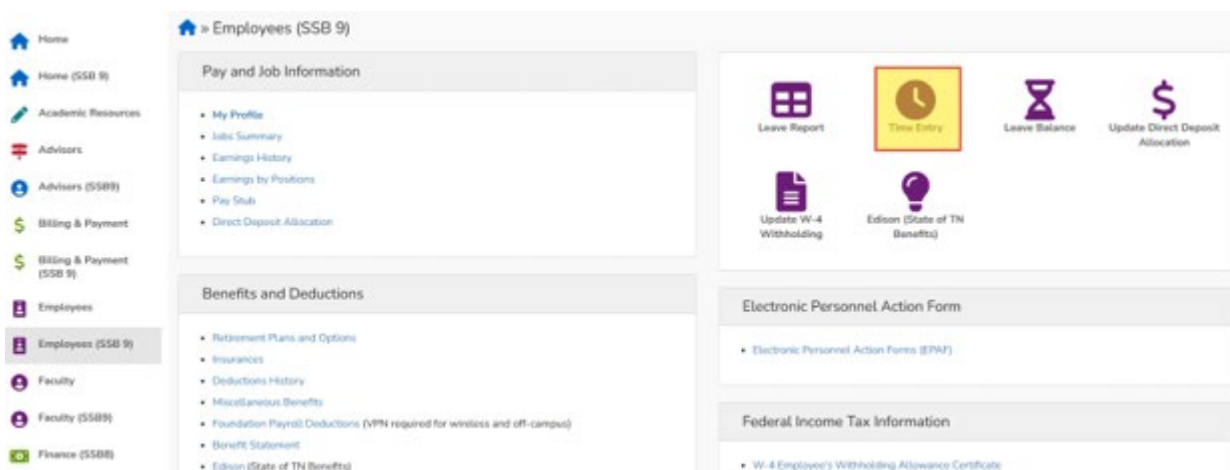 Home
Home (SSB 9)
Academic Resources
Advisors
Advisors (SSB9)
Billing & Payment
Billing & Payment
(SSB 9)
Employees
Employees (SSB 9)
Faculty
Faculty (SSB9)
Finance (SSB8)
» Employees (SSB 9)
Pay and Job Information
• My Profile
• Jobs Summary
• Earnings History
• Earnings by Positions
• Pay Stub
• Direct Deposit Allocation
Benefits and Deductions
• Retirement Plans and Options
• Insurances
• Deductions History
• Miscellaneous Benefits
• Foundation Payroll Deductions (VPN required for wireless and off-campus)
• Benefit Statement
• Edison (State of TN Benefits)
Leave Report
Time Entry
Leave Balance
Update Direct Deposit
Allocation
Update W-4
Withholding
Edison (State of TN
Benefits)
Electronic Personnel Action Form
• Electronic Personnel Action Forms (EPAF)
Federal Income Tax Information
• W-4 Employee's Withholding Allowance Certificate